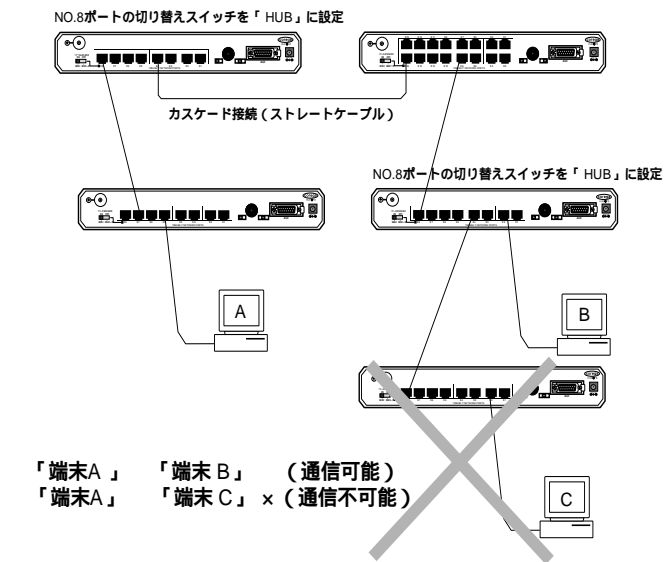 NO.8ポートの切り替えスイッチを「HUB」に設定
カスケード接続(ストレートケーブル)
NO.8ポートの切り替えスイッチを「HUB」に設定
A
B
C
「端末A」 「端末B」 (通信可能)
「端末A」 「端末C」×(通信不可能)